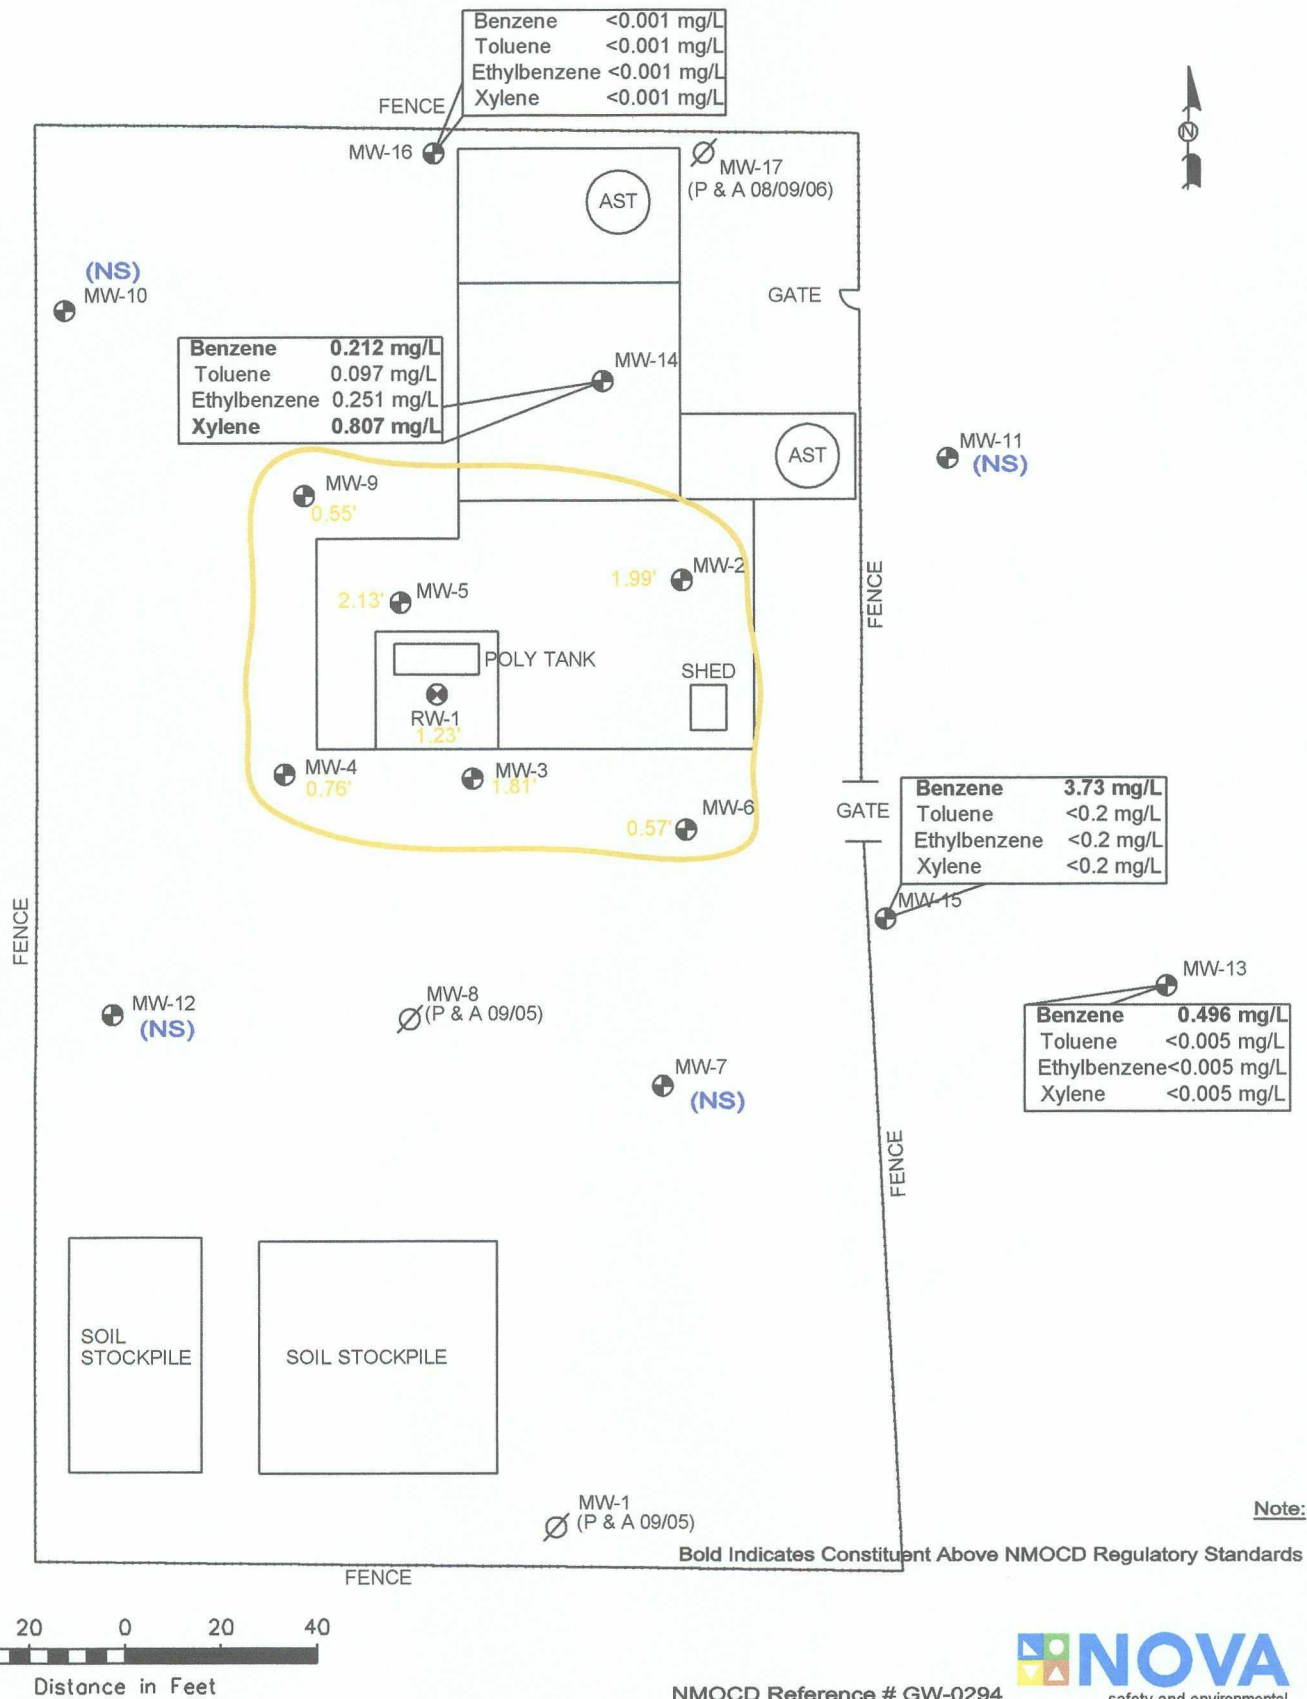 Benzene <0.001 mg/L
Toluene <0.001 mg/L
Ethylbenzene <0.001 mg/L
Xylene <0.001 mg/L
FENCE
MW-16
MW-17
(P & A 08/09/06)
AST
N
(NS)
MW-10
GATE
Benzene 0.212 mg/L
Toluene 0.097 mg/L
Ethylbenzene 0.251 mg/L
Xylene 0.807 mg/L
MW-14
AST
MW-11
(NS)
MW-9
0.55'
MW-2
1.99'
MW-5
2.13'
FENCE
POLY TANK
SHED
RW-1
1.23'
MW-4
0.76'
MW-3
1.81'
MW-6
0.57'
GATE
Benzene 3.73 mg/L
Toluene <0.2 mg/L
Ethylbenzene <0.2 mg/L
Xylene <0.2 mg/L
MW-15
FENCE
MW-13
Benzene 0.496 mg/L
Toluene <0.005 mg/L
Ethylbenzene <0.005 mg/L
Xylene <0.005 mg/L
MW-12
(NS)
MW-8
(P & A 09/05)
MW-7
(NS)
FENCE
SOIL
STOCKPILE
SOIL STOCKPILE
MW-1
(P & A 09/05)
Note:
Bold Indicates Constituent Above NMOCD Regulatory Standards
FENCE
20 0 20 40
Distance in Feet
NOVA
safety and environmental
NMOCD Reference # GW-0294